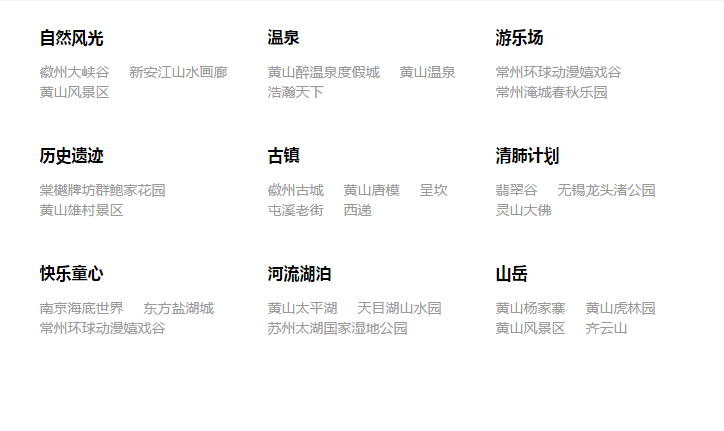 自然风光
徽州大峡谷 新安江山水画廊
黄山风景区
温泉
黄山醉温泉度假城 黄山温泉
浩瀚天下
游乐场
常州环球动漫嬉戏谷
常州淹城春秋乐园
历史遗迹
棠樾牌坊群鲍家花园
黄山雄村景区
古镇
徽州古城 黄山唐模 呈坎
屯溪老街 西递
清肺计划
翡翠谷 无锡龙头渚公园
灵山大佛
快乐童心
南京海底世界 东方盐湖城
常州环球动漫嬉戏谷
河流湖泊
黄山太平湖 天目湖山水园
苏州太湖国家湿地公园
山岳
黄山杨家寨 黄山虎林园
黄山风景区 齐云山